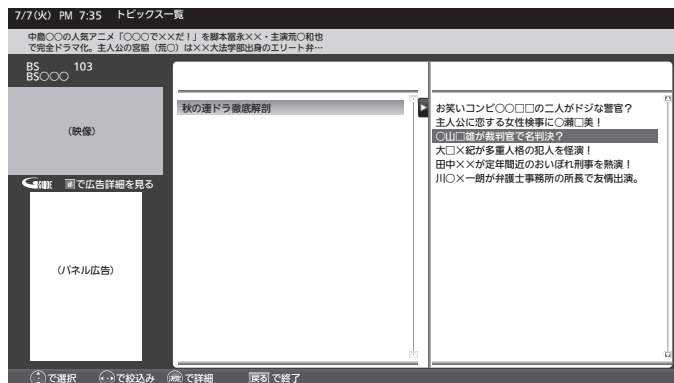 7/7(火) PM 7:35 トピックス一覧
中島○○の人気アニメ「○○○で××だ!」を脚本冨永××・主演荒○和也
で完全ドラマ化。主人公の宮脇(荒○)は××大法学部出身のエリート弁…
BS 103
BS○○○
(映像)
G GUIDE で広告詳細を見る
(パネル広告)
秋の連ドラ徹底解剖
お笑いコンビ○○□□の二人がドジな警官?
主人公に恋する女性検事に○瀬□美!
○山□雄が裁判官で名判決?
大□×紀が多重人格の犯人を怪演!
田中××が定年間近のおいぼれ刑事を熱演!
川○×一朗が弁護士事務所の所長で友情出演。
で選択 で絞込み 決定 で詳細 戻る で終了